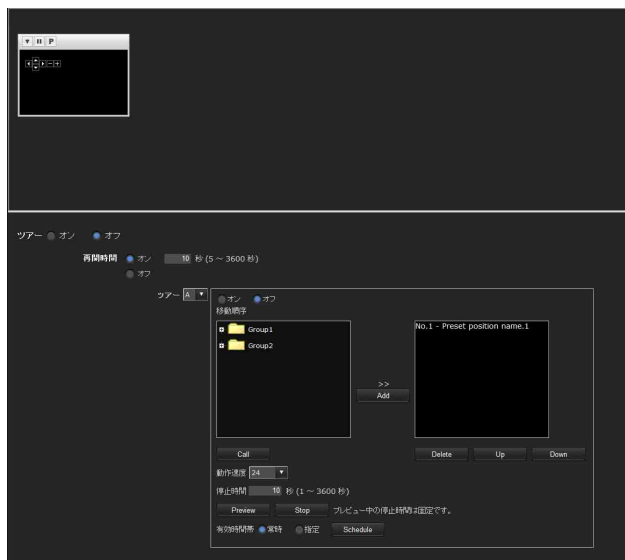 P
ツアー オン オフ
再開時間 オン 10 秒 (5 ~ 3600 秒)
オフ
ツアー A オン オフ
移動順序
Group1
Group2
No.1 - Preset position name.1
>>
Add
Call Delete Up Down
動作速度 24
停止時間 10 秒 (1 ~ 3600 秒)
Preview Stop プレビュー中の停止時間は固定です。
有効時間帯 常時 指定 Schedule